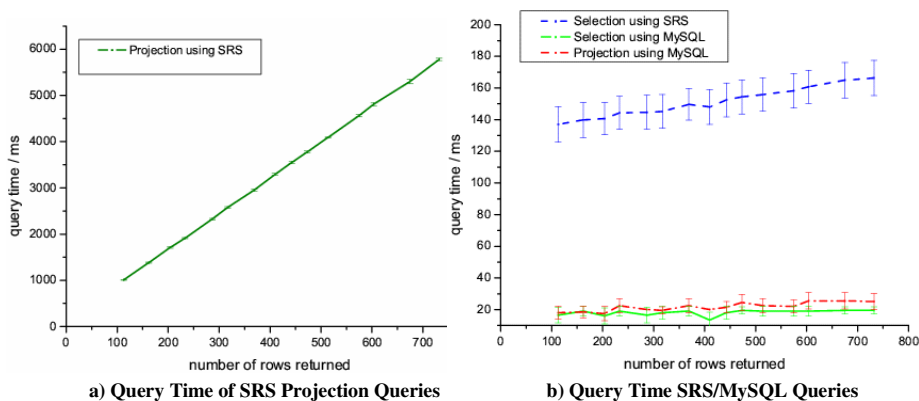 Projection using SRS
query time / ms
6000
5000
4000
3000
2000
1000
0
0 100 200 300 400 500 600 700
number of rows returned
a) Query Time of SRS Projection Queries
Selection using SRS
Selection using MySQL
Projection using MySQL
query time / ms
200
180
160
140
120
100
80
60
40
20
0 100 200 300 400 500 600 700 800
number of rows returned
b) Query Time SRS/MySQL Queries